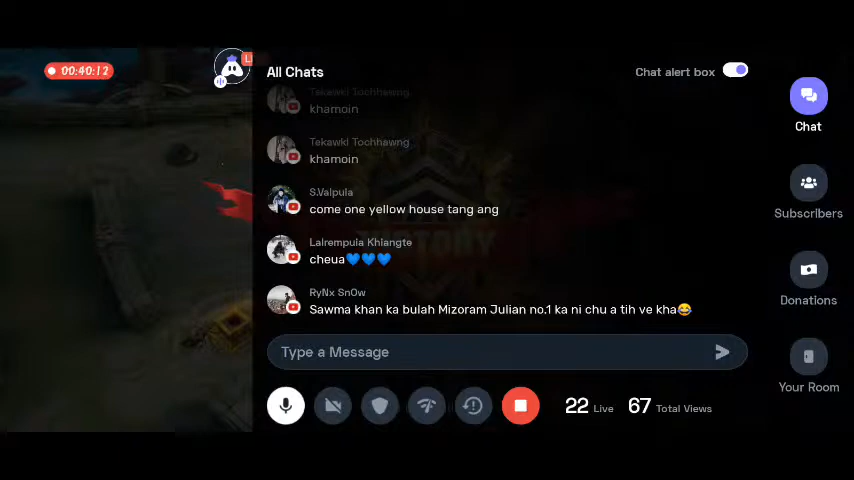 00:40:12
All Chats
Chat alert box
Tekawki Tochhawng
khamoin
Tekawki Tochhawng
khamoin
S.Valpula
come one yellow house tang ang
Lalrempuia Khiangte
cheua💙💙💙
RyNx Sn0w
Sawma khan ka bulah Mizoram Julian no.1 ka ni chu a tih ve kha😂
Type a Message
22 Live 67 Total Views
Chat
Subscribers
Donations
Your Room
VICTORY